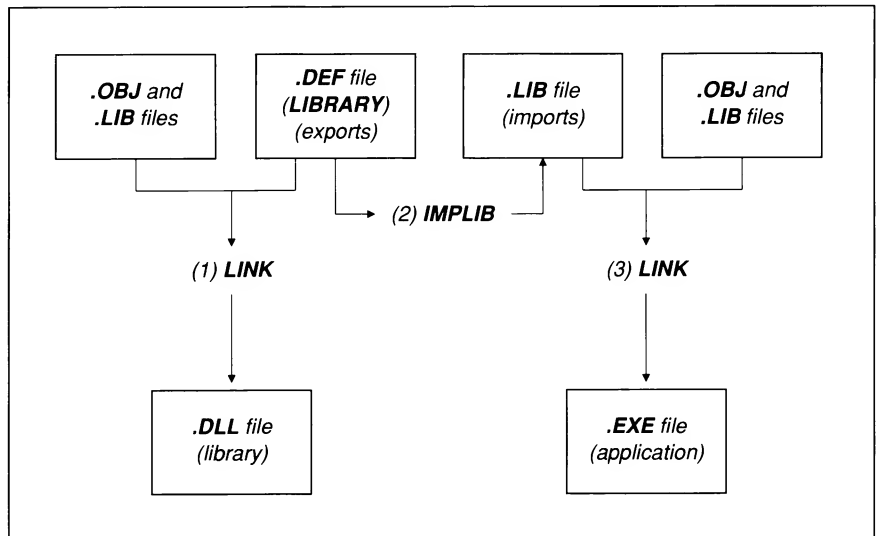 .OBJ and
.LIB files
.DEF file
(LIBRARY)
(exports)
.LIB file
(imports)
.OBJ and
.LIB files
(2) IMPLIB
(1) LINK
(3) LINK
.DLL file
(library)
.EXE file
(application)